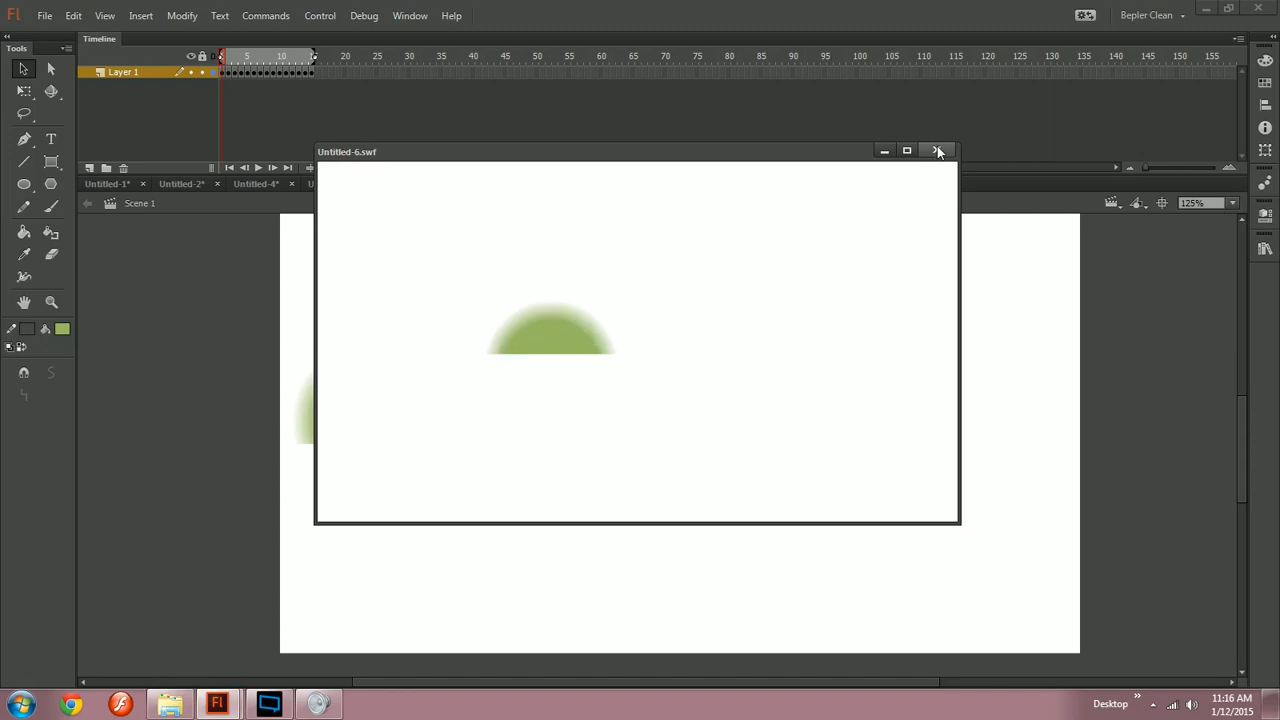 Fl File Edit View Insert Modify Text Commands Control Debug Window Help Bepler Clean
Tools Timeline
5 10 20 25 30 35 40 45 50 55 60 65 70 75 80 85 90 95 100 105 110 115 120 125 130 135 140 145 150 155
Layer 1
Untitled-6.swf
Untitled-1* Untitled-2* Untitled-4*
Scene 1 125%
Fl Desktop 11:16 AM
1/12/2015